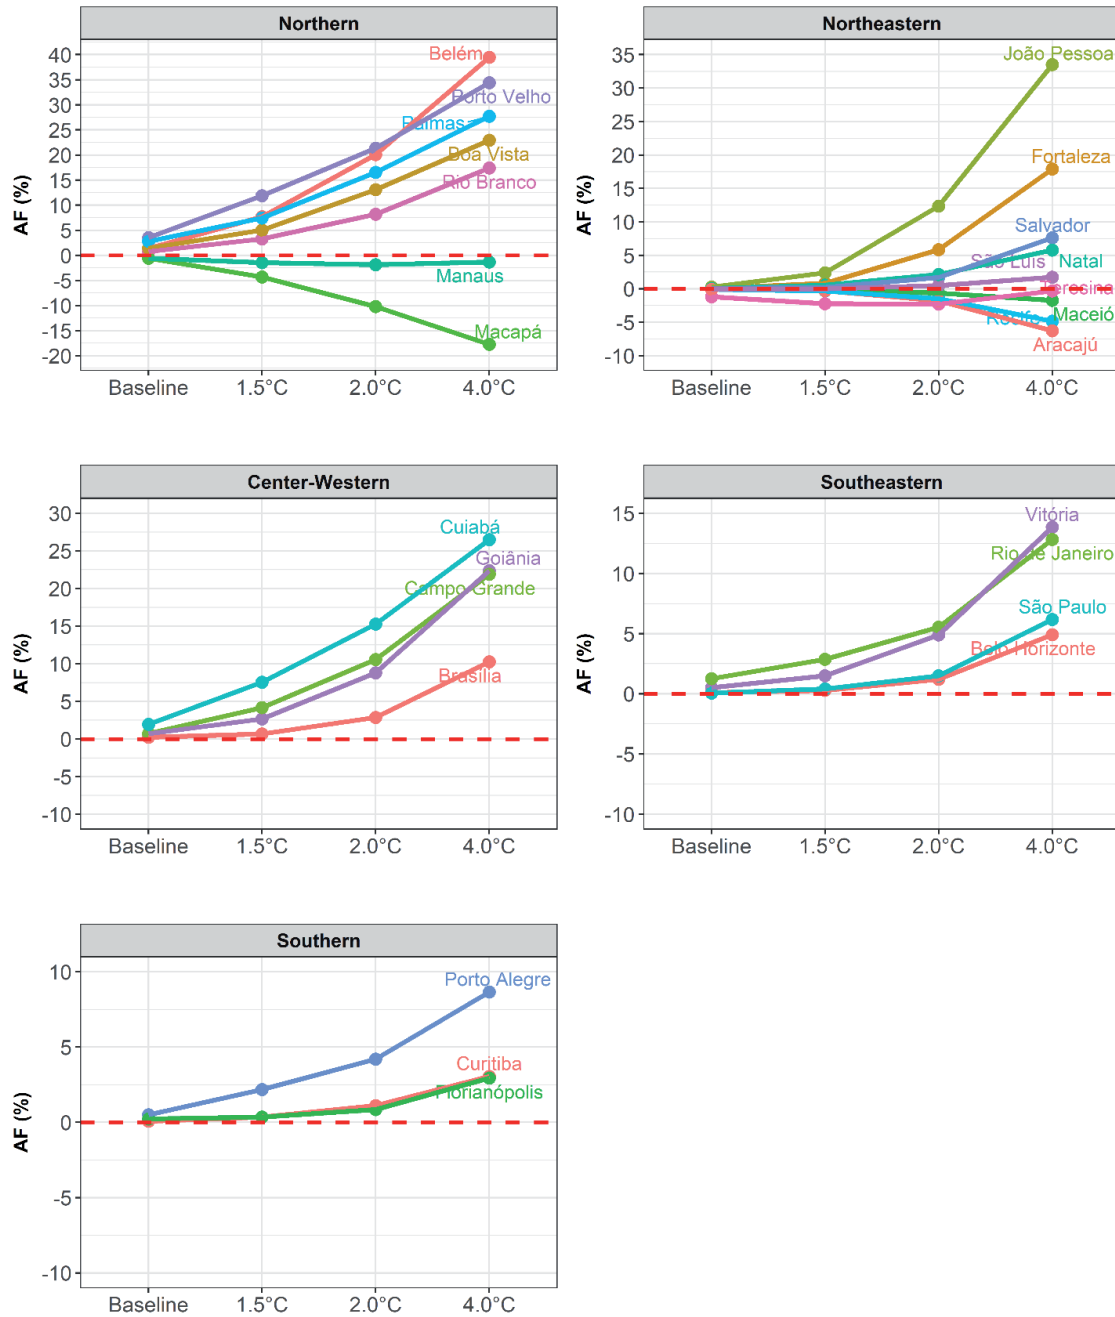 Northern
AF (%)
40
35
30
25
20
15
10
5
0
-5
-10
-15
-20
Belém
Porto Velho
Palmas
Boa Vista
Rio Branco
Manaus
Macapá
Baseline 1.5°C 2.0°C 4.0°C
Northeastern
AF (%)
35
30
25
20
15
10
5
0
-5
-10
João Pessoa
Fortaleza
Salvador
São Luís
Natal
Teresina
Maceió
Recife
Aracajú
Baseline 1.5°C 2.0°C 4.0°C
Center-Western
AF (%)
30
25
20
15
10
5
0
-5
-10
Cuiabá
Goiânia
Campo Grande
Brasília
Baseline 1.5°C 2.0°C 4.0°C
Southeastern
AF (%)
15
10
5
0
-5
-10
Vitória
Rio de Janeiro
São Paulo
Belo Horizonte
Baseline 1.5°C 2.0°C 4.0°C
Southern
AF (%)
10
5
0
-5
-10
Porto Alegre
Curitiba
Florianópolis
Baseline 1.5°C 2.0°C 4.0°C